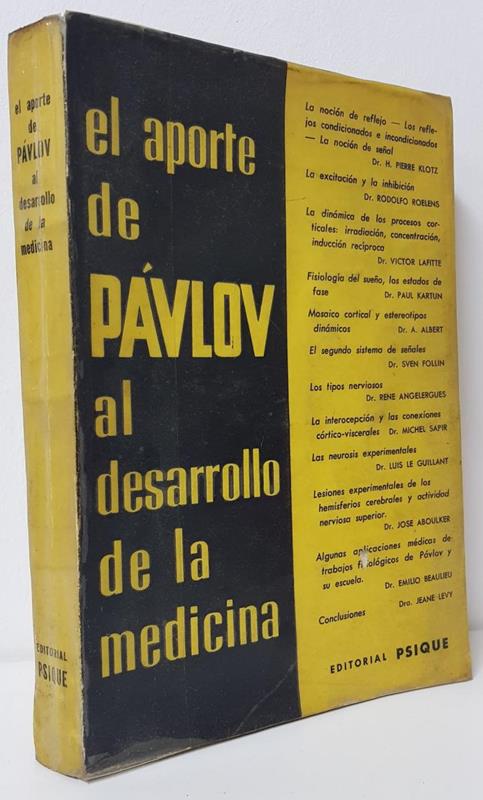 el aporte
de
PÁVLOV
al
desarrollo
de la
medicina
EDITORIAL
PSIQUE
el aporte
de
PÁVLOV
al
desarrollo
de la
medicina
La noción de reflejo — Los refle-
jos condicionados e incondicionados
— La noción de señal
Dr. H. PIERRE KLOTZ
La excitación y la inhibición
Dr. RODOLFO ROELENS
La dinámica de los procesos cor-
ticales: irradiación, concentración,
inducción recíproca
Dr. VICTOR LAFITTE
Fisiología del sueño, los estados de
fase Dr. PAUL KARTUN
Mosaico cortical y estereotipos
dinámicos Dr. A. ALBERT
El segundo sistema de señales
Dr. SVEN FOLLIN
Los tipos nerviosos
Dr. RENE ANGELERGUES
La interocepción y las conexiones
córtico-viscerales Dr. MICHEL SAPIR
Las neurosis experimentales
Dr. LUIS LE GUILLANT
Lesiones experimentales de los
hemisferios cerebrales y actividad
nerviosa superior.
Dr. JOSE ABOULKER
Algunas aplicaciones médicas de
trabajos fisiológicos de Pávlov y
su escuela. Dr. EMILIO BEAULIEU
Conclusiones Dra. JEANE LEVY
EDITORIAL PSIQUE